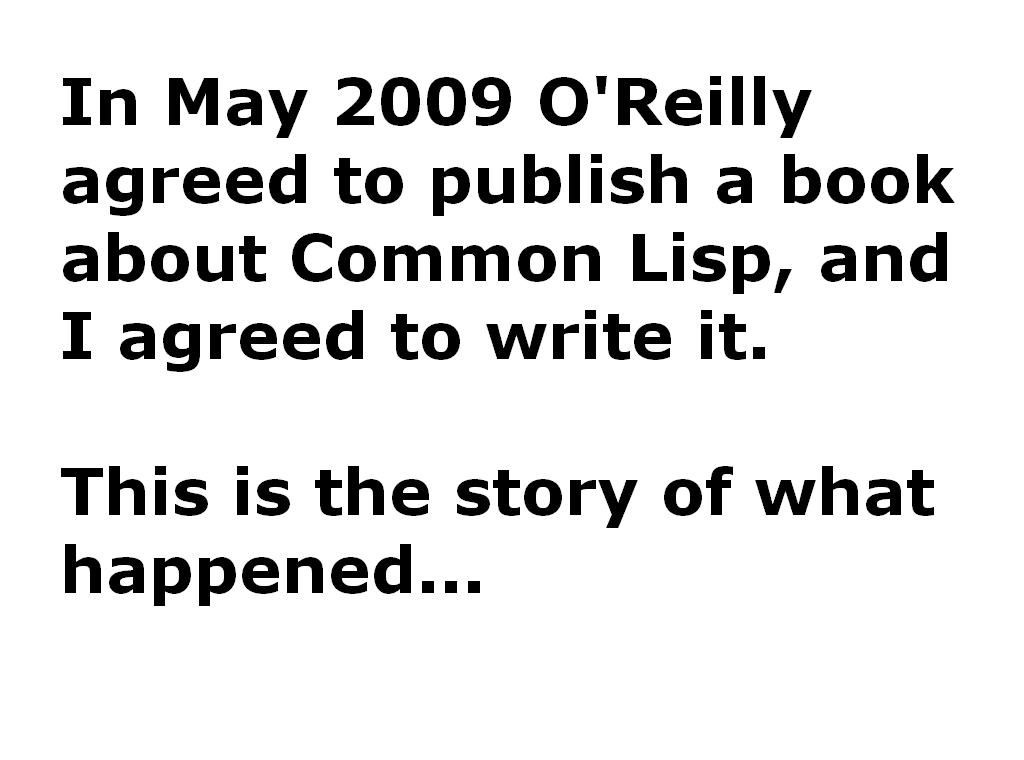 In May 2009 O'Reilly
agreed to publish a book
about Common Lisp, and
I agreed to write it.
This is the story of what
happened...